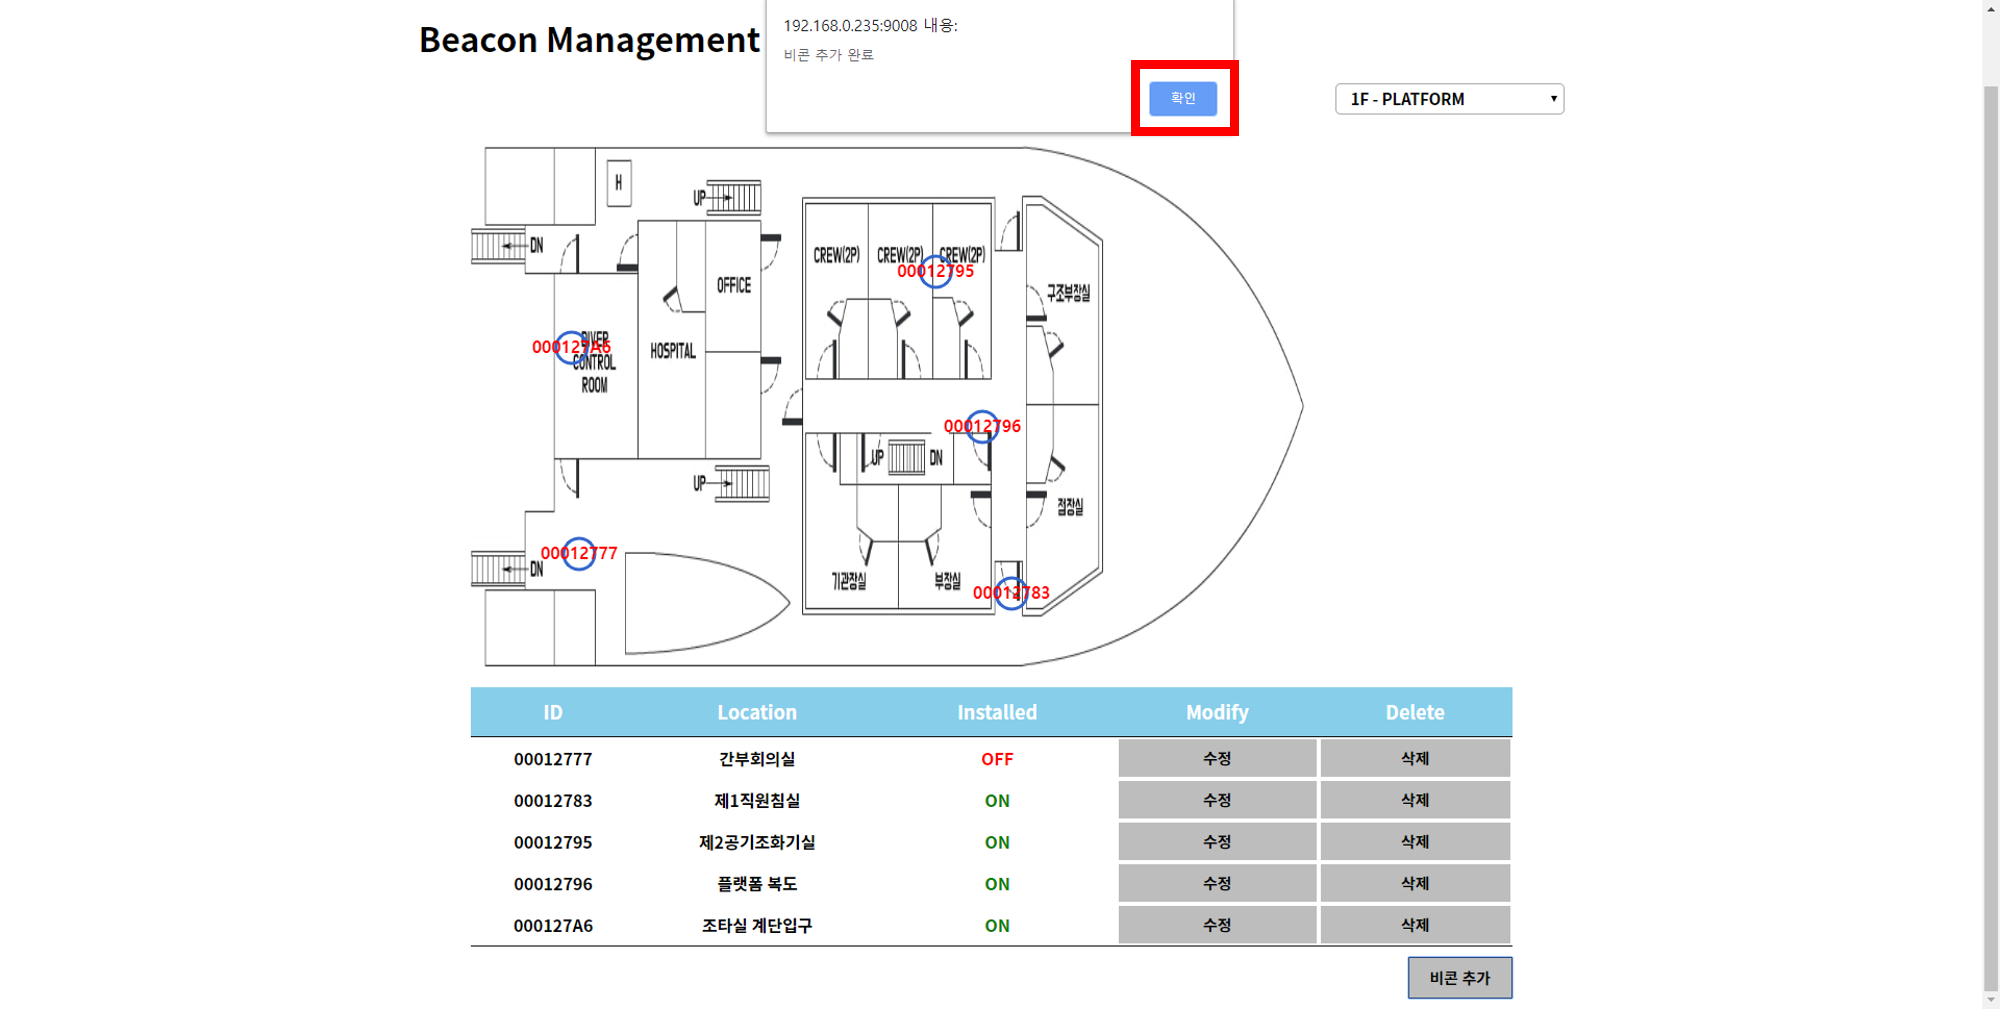 Beacon Management
192.168.0.235:9008 내용:
비콘 추가 완료
확인
1F - PLATFORM
H
UP
DN
OFFICE
HOSPITAL
CREW(2P)
CREW(2P)
CREW(2P)
00012795
구조부장실
000127A6
CONTROL
ROOM
00012796
UP
DN
UP
점장실
00012777
DN
기관장실
부장실
00012783
ID Location Installed Modify Delete
00012777 간부회의실 OFF 수정 삭제
00012783 제1직원침실 ON 수정 삭제
00012795 제2공기조화기실 ON 수정 삭제
00012796 플랫폼 복도 ON 수정 삭제
000127A6 조타실 계단입구 ON 수정 삭제
비콘 추가